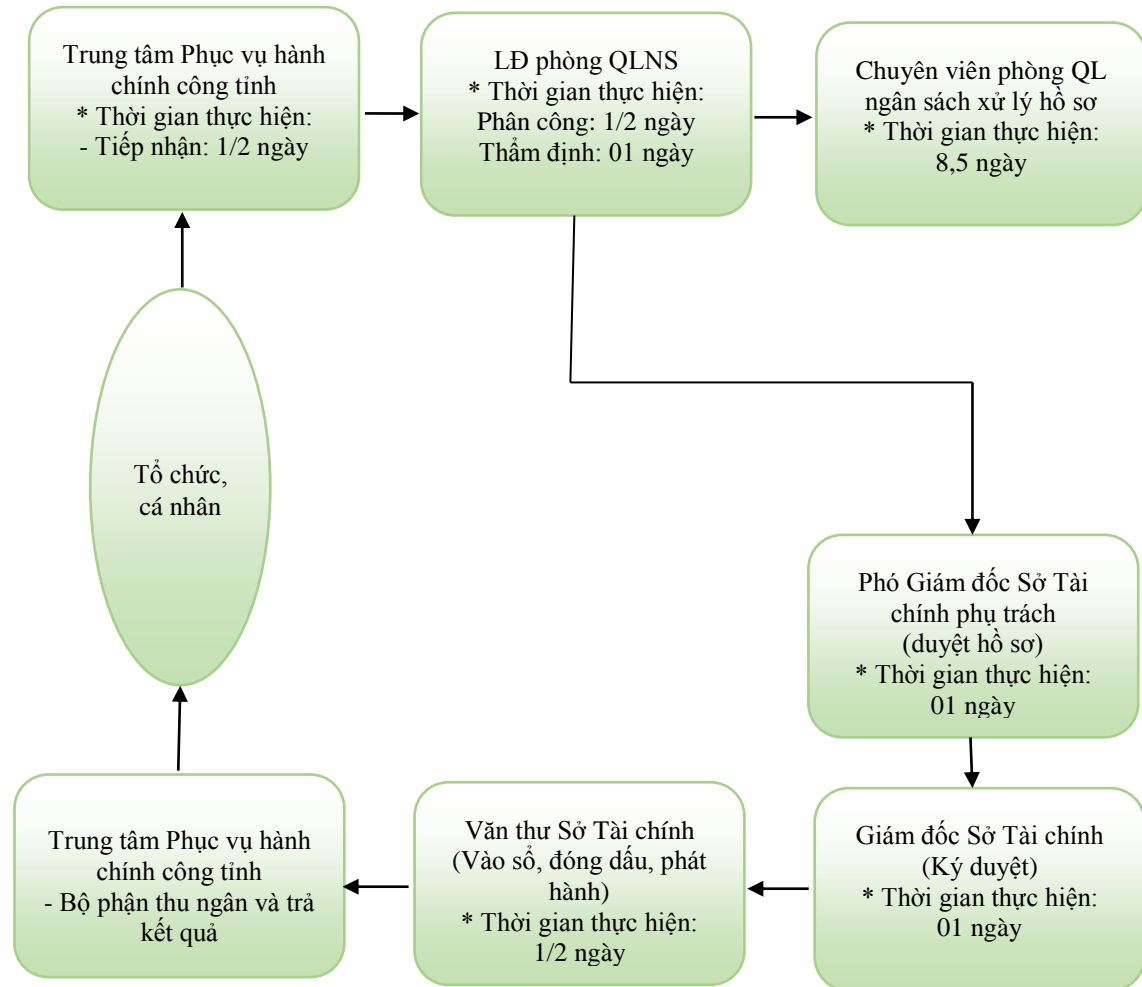 Trung tâm Phục vụ hành
chính công tỉnh
* Thời gian thực hiện:
- Tiếp nhận: 1/2 ngày
LĐ phòng QLNS
* Thời gian thực hiện:
Phân công: 1/2 ngày
Thẩm định: 01 ngày
Chuyên viên phòng QL
ngân sách xử lý hồ sơ
* Thời gian thực hiện:
8,5 ngày
Tổ chức,
cá nhân
Phó Giám đốc Sở Tài
chính phụ trách
(duyệt hồ sơ)
* Thời gian thực hiện:
01 ngày
Giám đốc Sở Tài chính
(Ký duyệt)
* Thời gian thực hiện:
01 ngày
Văn thư Sở Tài chính
(Vào sổ, đóng dấu, phát
hành)
* Thời gian thực hiện:
1/2 ngày
Trung tâm Phục vụ hành
chính công tỉnh
- Bộ phận thu ngân và trả
kết quả